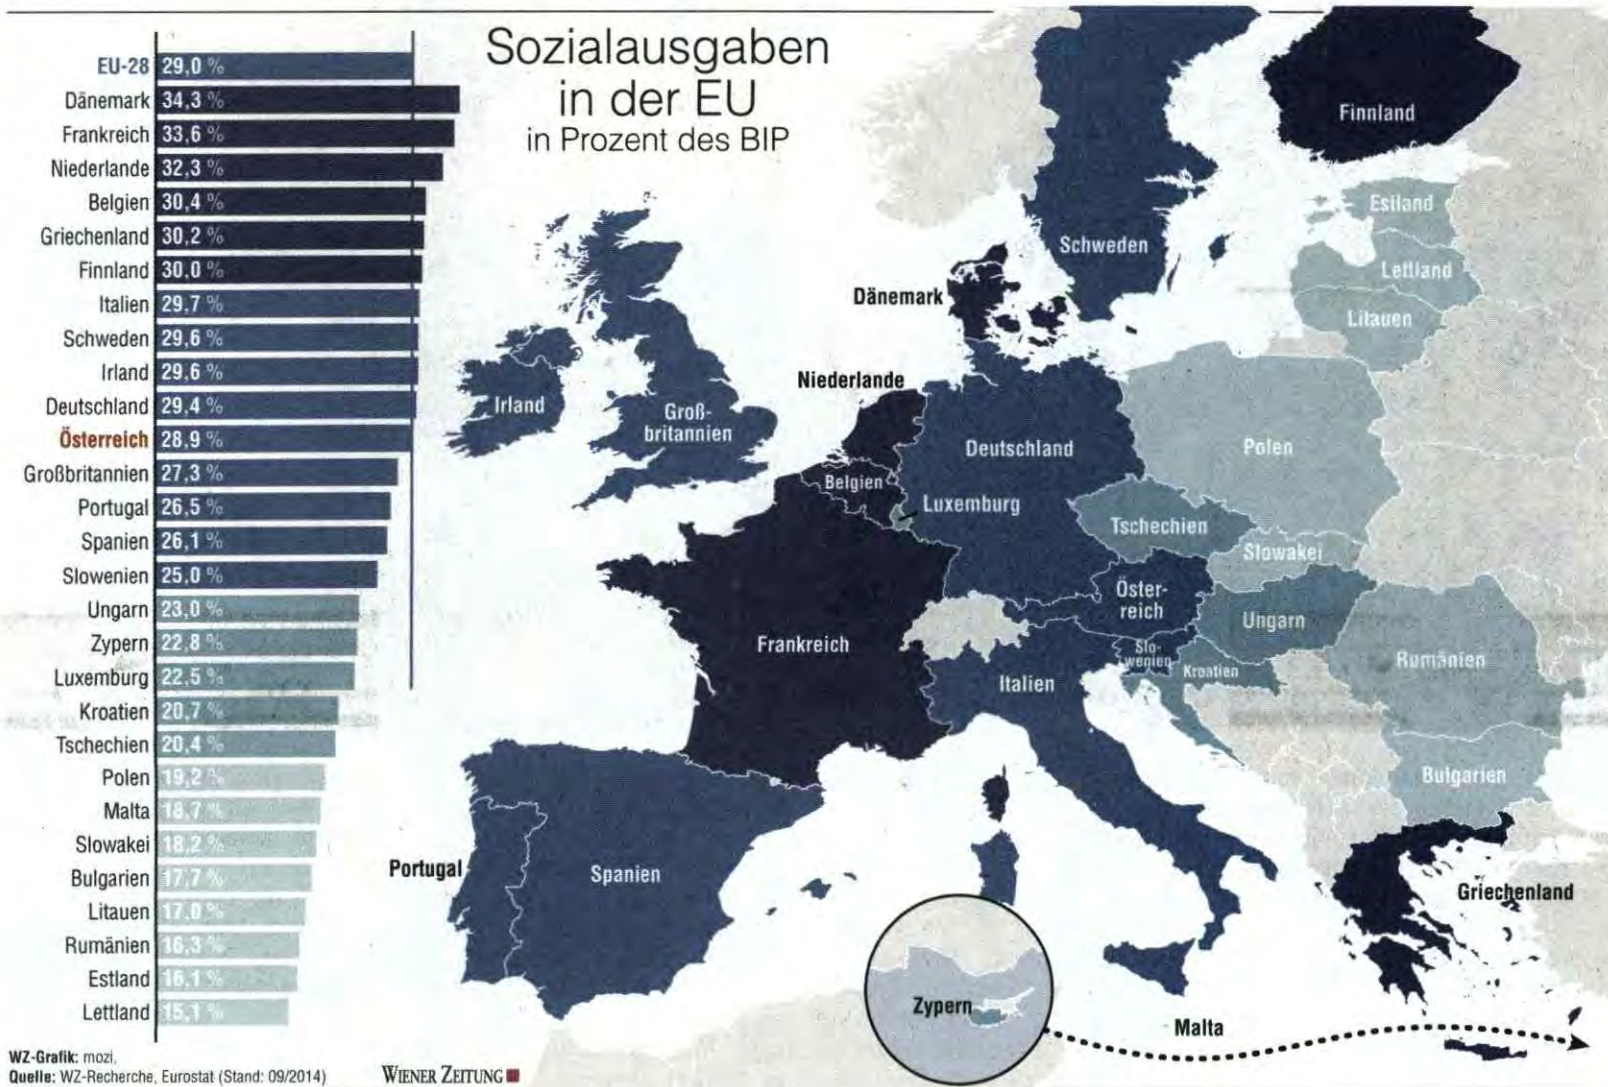 Sozialausgaben
in der EU
in Prozent des BIP
EU-28 29,0 %
Dänemark 34,3 %
Frankreich 33,6 %
Niederlande 32,3 %
Belgien 30,4 %
Griechenland 30,2 %
Finnland 30,0 %
Italien 29,7 %
Schweden 29,6 %
Irland 29,6 %
Deutschland 29,4 %
Österreich 28,9 %
Großbritannien 27,3 %
Portugal 26,5 %
Spanien 26,1 %
Slowenien 25,0 %
Ungarn 23,0 %
Zypern 22,8 %
Luxemburg 22,5 %
Kroatien 20,7 %
Tschechien 20,4 %
Polen 19,2 %
Malta 18,7 %
Slowakei 18,2 %
Bulgarien 17,7 %
Litauen 17,0 %
Rumänien 16,3 %
Estland 16,1 %
Lettland 15,1 %
Finnland
Estland
Schweden
Lettland
Dänemark
Litauen
Niederlande
Irland
Groß-
britannien
Deutschland
Polen
Belgien
Luxemburg
Tschechien
Slowakei
Öster-
reich
Ungarn
Frankreich
Slo-
wenien
Kroatien
Rumänien
Italien
Bulgarien
Portugal
Spanien
Griechenland
Zypern
Malta
WZ-Grafik: mozi,
Quelle: WZ-Recherche, Eurostat (Stand: 09/2014)
WIENER ZEITUNG